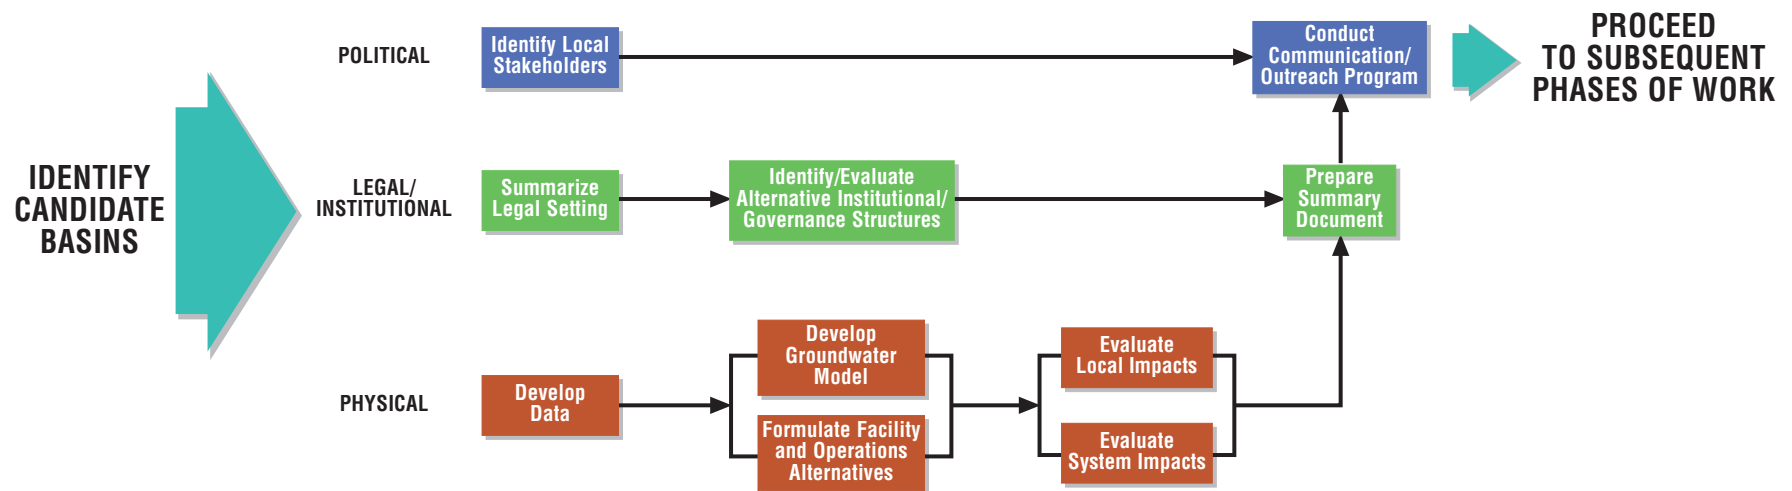 IDENTIFY
CANDIDATE
BASINS
POLITICAL
Identify Local
Stakeholders
Conduct
Communication/
Outreach Program
PROCEED
TO SUBSEQUENT
PHASES OF WORK
LEGAL/
INSTITUTIONAL
Summarize
Legal Setting
Identify/Evaluate
Alternative Institutional/
Governance Structures
Prepare
Summary
Document
PHYSICAL
Develop
Data
Develop
Groundwater
Model
Formulate Facility
and Operations
Alternatives
Evaluate
Local Impacts
Evaluate
System Impacts